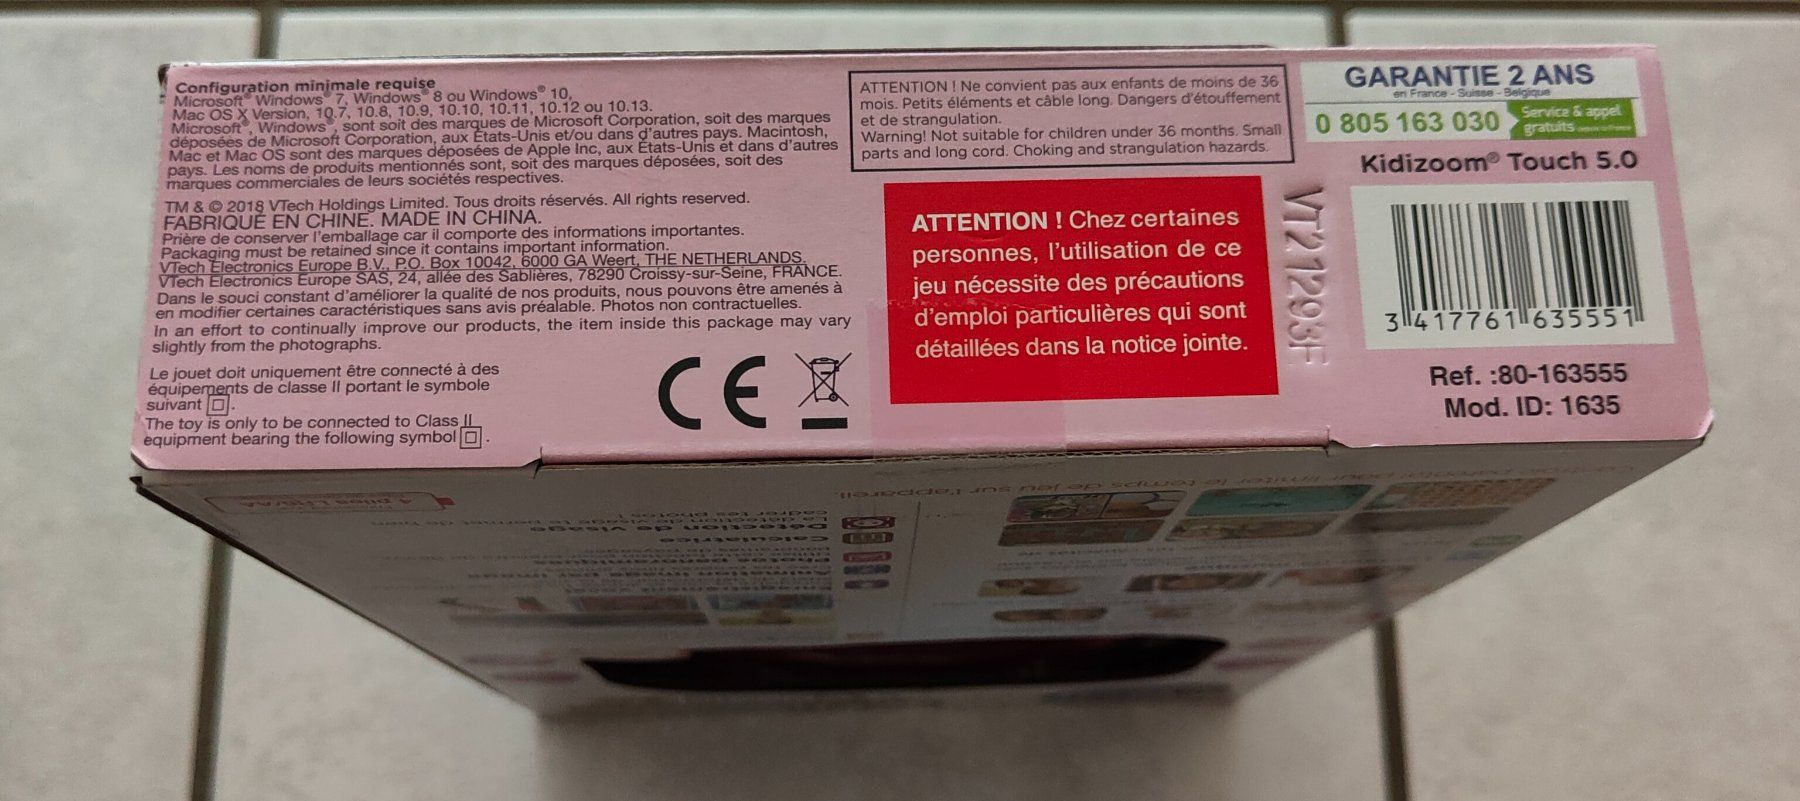 Configuration minimale requise
Microsoft® Windows® 7, Windows® 8 ou Windows® 10,
Mac OS X Version, 10.7, 10.8, 10.9, 10.10, 10.11, 10.12 ou 10.13.
Microsoft®, Windows®, sont soit des marques de Microsoft Corporation, soit des marques
déposées de Microsoft Corporation, aux États-Unis et/ou dans d'autres pays. Macintosh,
Mac et Mac OS sont des marques déposées de Apple Inc, aux États-Unis et dans d'autres
pays. Les noms de produits mentionnés sont, soit des marques déposées, soit des
marques commerciales de leurs sociétés respectives.
TM & © 2018 VTech Holdings Limited. Tous droits réservés. All rights reserved.
FABRIQUÉ EN CHINE. MADE IN CHINA.
Prière de conserver l'emballage car il comporte des informations importantes.
Packaging must be retained since it contains important information.
VTech Electronics Europe B.V., P.O. Box 10042, 6000 GA Weert, THE NETHERLANDS.
VTech Electronics Europe SAS, 24, allée des Sablières, 78290 Croissy-sur-Seine, FRANCE.
Dans le souci constant d'améliorer la qualité de nos produits, nous pouvons être amenés à
en modifier certaines caractéristiques sans avis préalable. Photos non contractuelles.
In an effort to continually improve our products, the item inside this package may vary
slightly from the photographs.
Le jouet doit uniquement être connecté à des
équipements de classe II portant le symbole
suivant .
The toy is only to be connected to Class II
equipment bearing the following symbol .
CE
ATTENTION ! Ne convient pas aux enfants de moins de 36
mois. Petits éléments et câble long. Dangers d'étouffement
et de strangulation.
Warning! Not suitable for children under 36 months. Small
parts and long cord. Choking and strangulation hazards.
ATTENTION ! Chez certaines
personnes, l'utilisation de ce
jeu nécessite des précautions
d'emploi particulières qui sont
détaillées dans la notice jointe.
VT21293F
GARANTIE 2 ANS
en France - Suisse - Belgique
0 805 163 030
Service & appel
gratuits
Kidizoom® Touch 5.0
3 417761 635551
Ref. :80-163555
Mod. ID: 1635
4 piles LR6/AA
Détection de visage
Calculatrice
Photos panoramiques